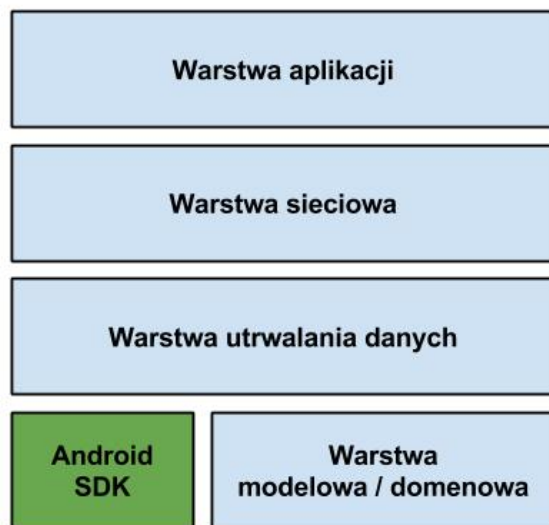 Warstwa aplikacji
Warstwa sieciowa
Warstwa utrwalania danych
Android
SDK
Warstwa
modelowa / domenowa